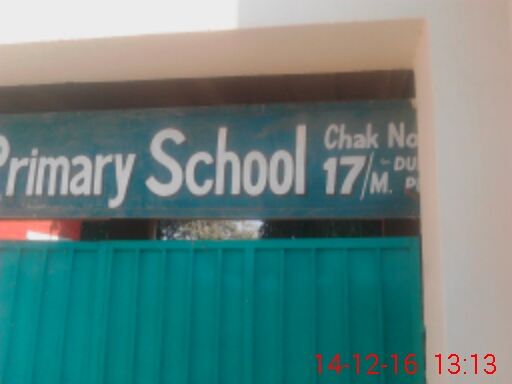 Primary School
Chak No
17/M.
14-12-16 13:13